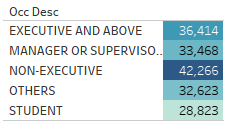 Occ Desc
EXECUTIVE AND ABOVE 36,414
MANAGER OR SUPERVISO.. 33,468
NON-EXECUTIVE 42,266
OTHERS 32,623
STUDENT 28,823